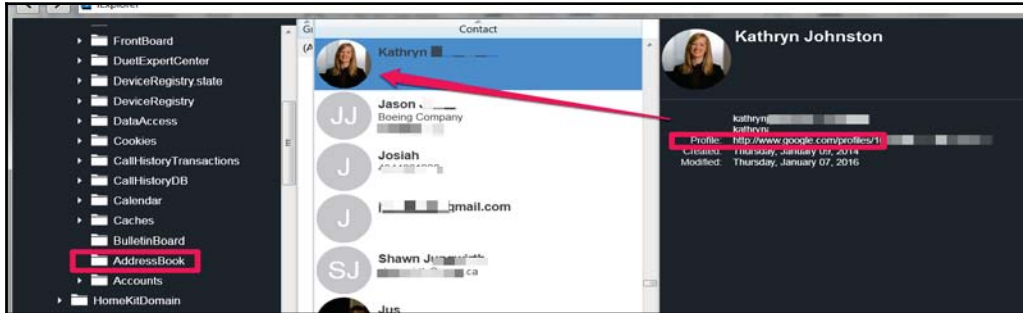 iExplorer
FrontBoard
DuetExpertCenter
DeviceRegistry.state
DeviceRegistry
DataAccess
Cookies
CallHistoryTransactions
CallHistoryDB
Calendar
Caches
BulletinBoard
AddressBook
Accounts
HomeKitDomain
Contact
Kathryn
JJ
Jason
Boeing Company
J
Josiah
J
gmail.com
SJ
Shawn
ca
Jus
Kathryn Johnston
kathryn
kathryn
Profile: http://www.google.com/profiles/1
Created: Thursday, January 09, 2014
Modified: Thursday, January 07, 2016